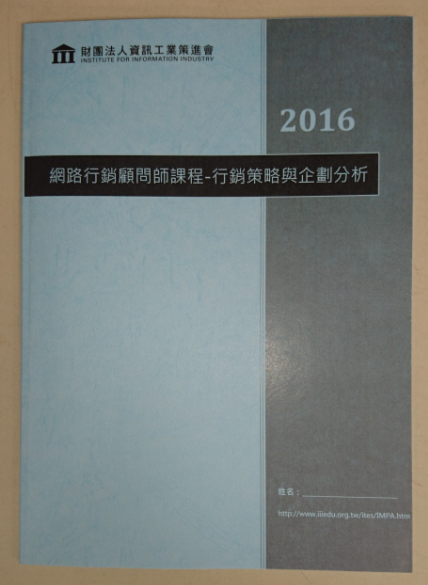 財團法人資訊工業策進會
INSTITUTE FOR INFORMATION INDUSTRY
2016
網路行銷顧問師課程-行銷策略與企劃分析
姓名：
http://www.iiiedu.org.tw/ites/IMPA.htm